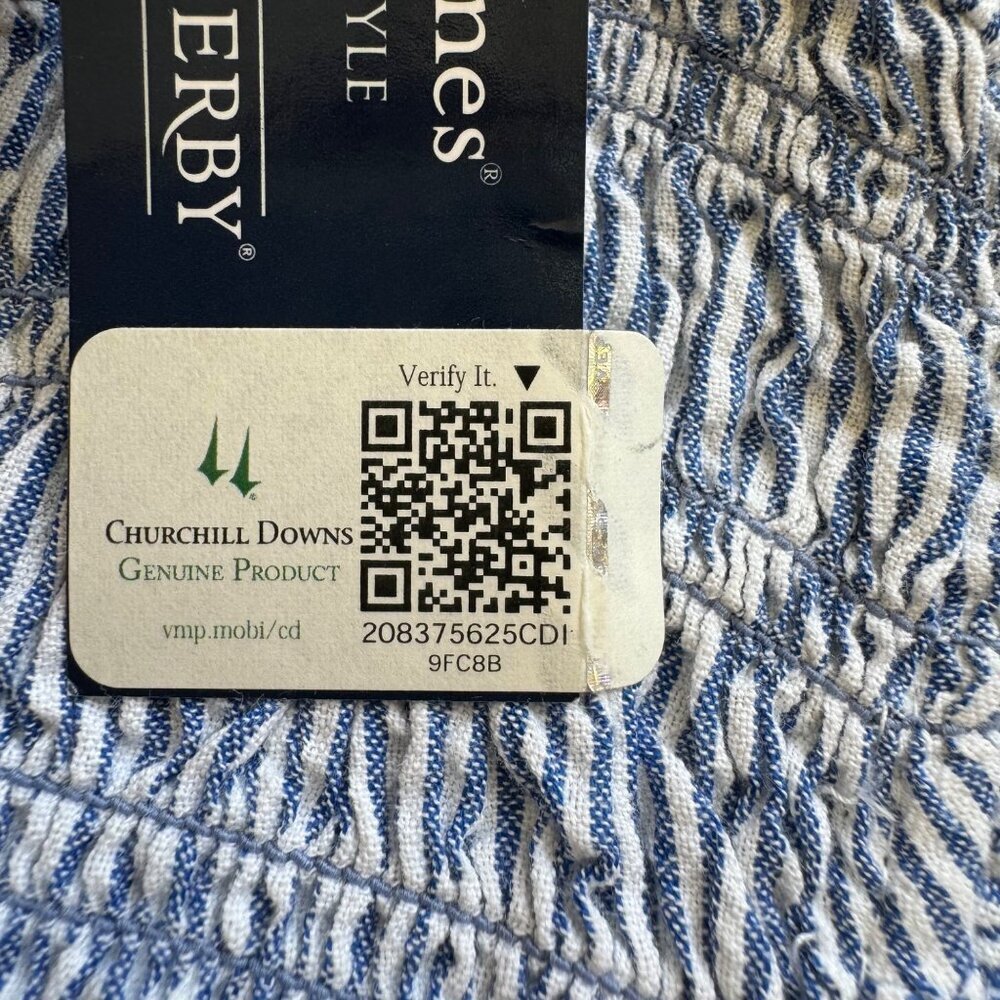 ERBY®
YLE
nes®
Verify It. ▼
CHURCHILL DOWNS
GENUINE PRODUCT
vmp.mobi/cd
208375625CDI
9FC8B